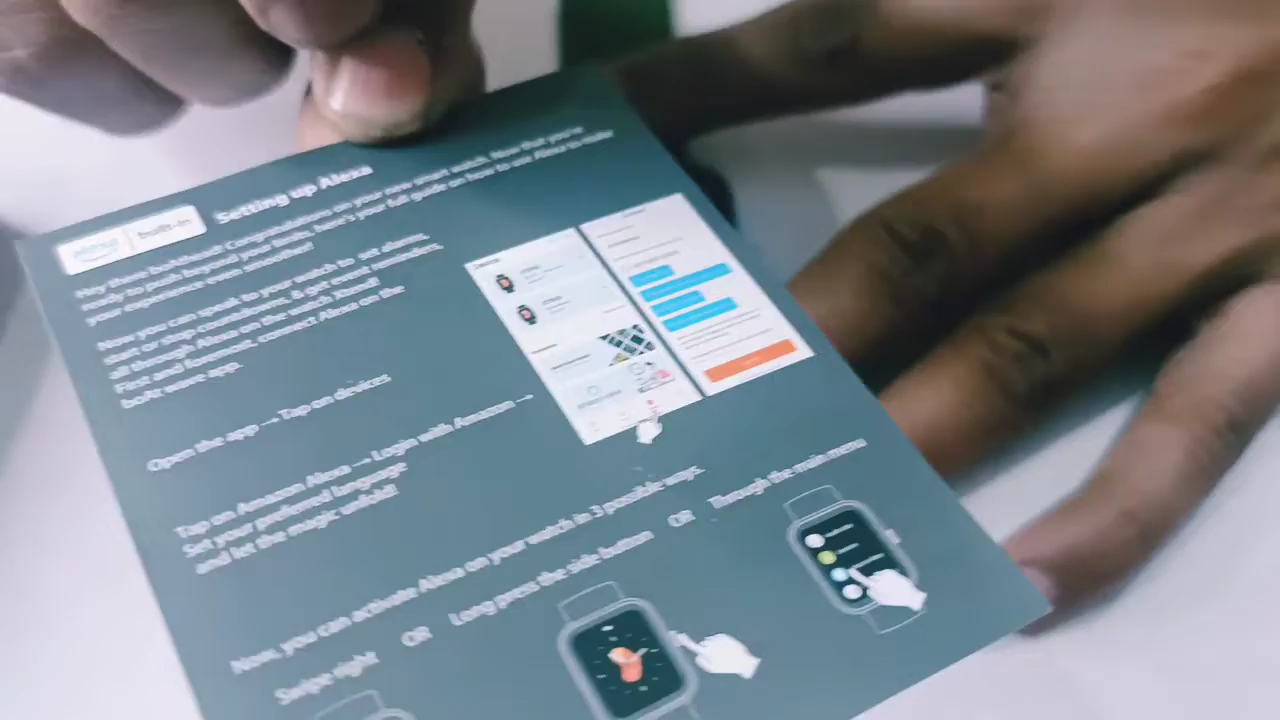 alexa | built-in
Setting up Alexa
Hey there boAthead! Congratulations on your new smart watch. Now that you're
ready to push beyond your limits, here's your full guide on how to use Alexa to make
your experience even smoother!
Now you can speak to your watch to set alarms,
start or stop countdowns, & get event reminders,
all through Alexa on the watch
First and foremost, connect Alexa on the
boAt wave app.
Open the app → Tap on devices
Tap on Amazon Alexa → Login with Amazon →
Set your preferred language
and let the magic unfold!
Now, you can activate Alexa on your watch in 3 possible ways.
Swipe right OR Long press the side button OR Through the main menu